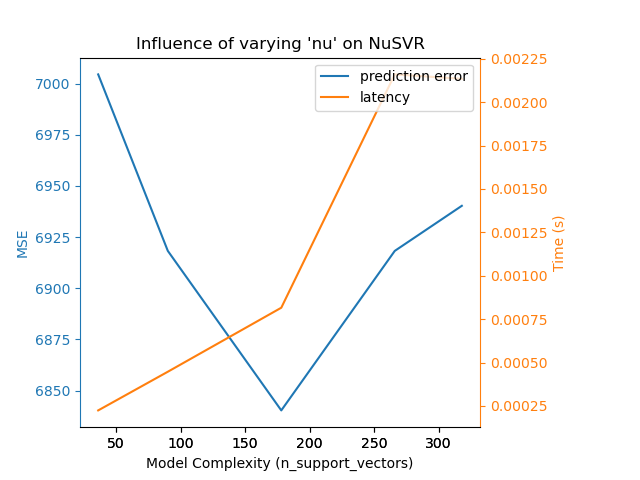 Influence of varying 'nu' on NuSVR
prediction error
latency
7000
6975
6950
6925
6900
6875
6850
MSE
0.00225
0.00200
0.00175
0.00150
0.00125
0.00100
0.00075
0.00050
0.00025
Time (s)
50 100 150 200 250 300
Model Complexity (n_support_vectors)